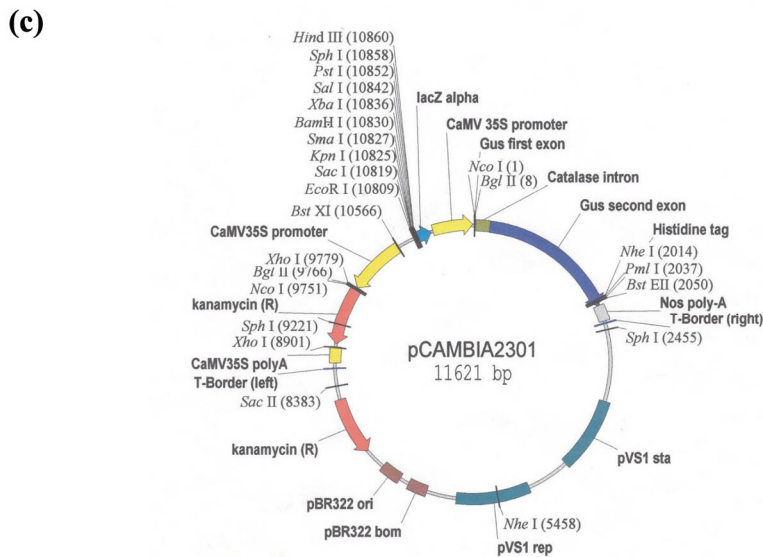 (c)
Hind III (10860)
Sph I (10858)
Pst I (10852)
Sal I (10842)
Xba I (10836)
BamH I (10830)
Sma I (10827)
Kpn I (10825)
Sac I (10819)
EcoR I (10809)
Bst XI (10566)
CaMV35S promoter
Xho I (9779)
Bgl II (9766)
Nco I (9751)
kanamycin (R)
Sph I (9221)
Xho I (8901)
CaMV35S polyA
T-Border (left)
Sac II (8383)
kanamycin (R)
pBR322 ori
pBR322 bom
lacZ alpha
CaMV 35S promoter
Gus first exon
Nco I (1)
Bgl II (8)
Catalase intron
Gus second exon
Histidine tag
Nhe I (2014)
Pml I (2037)
Bst EII (2050)
Nos poly-A
T-Border (right)
Sph I (2455)
pCAMBIA2301
11621 bp
pVS1 sta
Nhe I (5458)
pVS1 rep